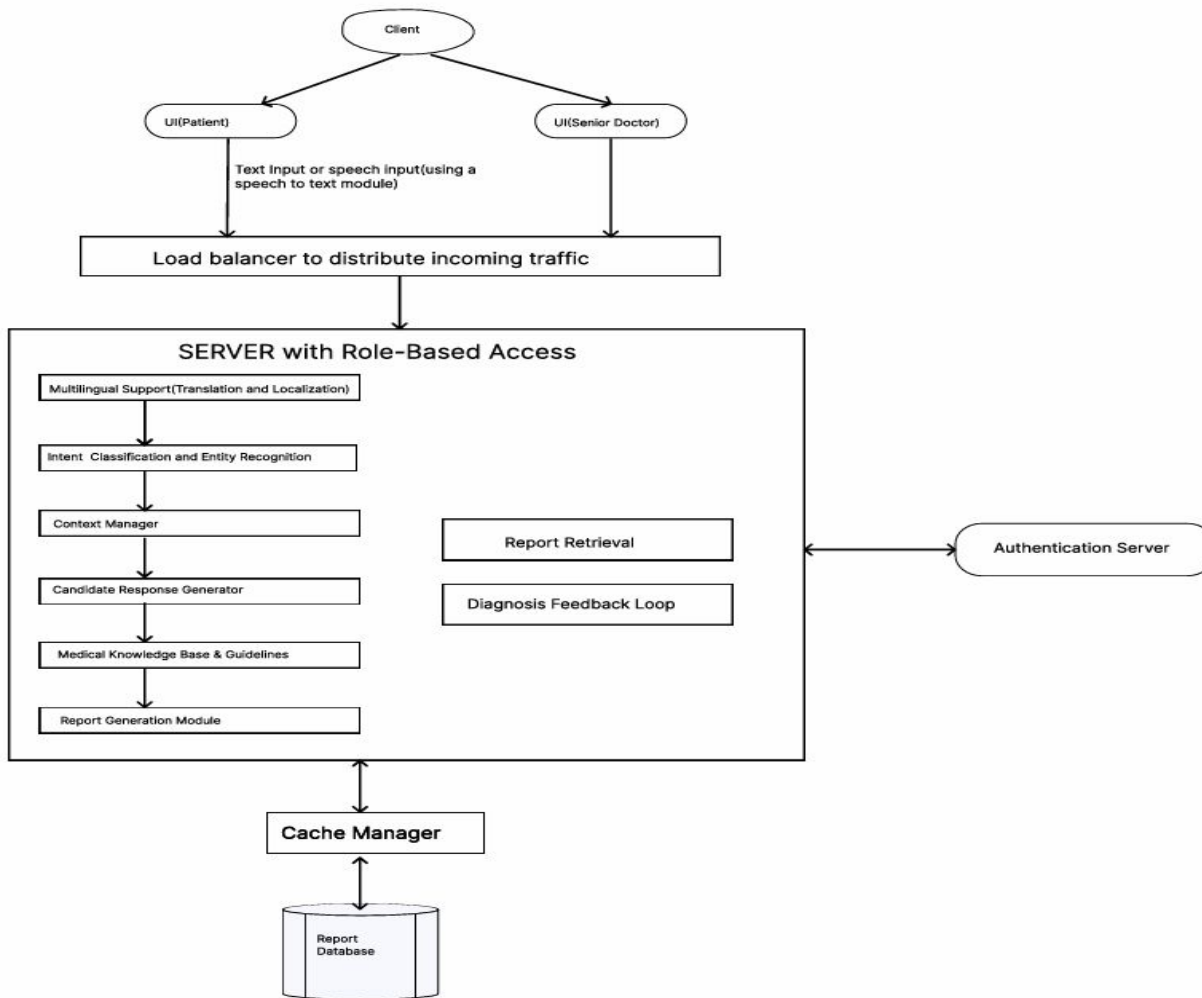 Client
UI(Patient)
UI(Senior Doctor)
Text Input or speech input(using a
speech to text module)
Load balancer to distribute incoming traffic
SERVER with Role-Based Access
Multilingual Support(Translation and Localization)
Intent Classification and Entity Recognition
Context Manager
Candidate Response Generator
Medical Knowledge Base & Guidelines
Report Generation Module
Report Retrieval
Diagnosis Feedback Loop
Authentication Server
Cache Manager
Report
Database